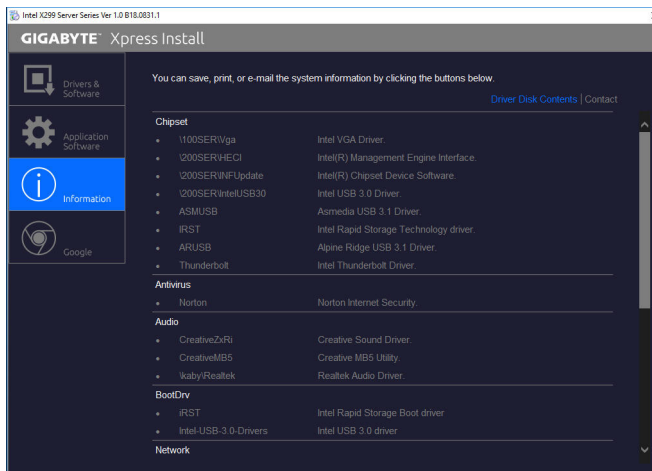 Intel X299 Server Series Ver 1.0 B18.0831.1
GIGABYTE™ Xpress Install
Drivers &
Software
Application
Software
Information
Google
You can save, print, or e-mail the system information by clicking the buttons below.
Driver Disk Contents | Contact
Chipset
• \100SER\Vga Intel VGA Driver.
• \200SER\HECI Intel(R) Management Engine Interface.
• \200SER\INFUpdate Intel(R) Chipset Device Software.
• \200SER\IntelUSB30 Intel USB 3.0 Driver.
• ASMUSB Asmedia USB 3.1 Driver.
• IRST Intel Rapid Storage Technology driver.
• ARUSB Alpine Ridge USB 3.1 Driver.
• Thunderbolt Intel Thunderbolt Driver.
Antivirus
• Norton Norton Internet Security.
Audio
• CreativeZxRi Creative Sound Driver.
• CreativeMB5 Creative MB5 Utility.
• \kaby\Realtek Realtek Audio Driver.
BootDrv
• iRST Intel Rapid Storage Boot driver
• Intel-USB-3.0-Drivers Intel USB 3.0 driver
Network